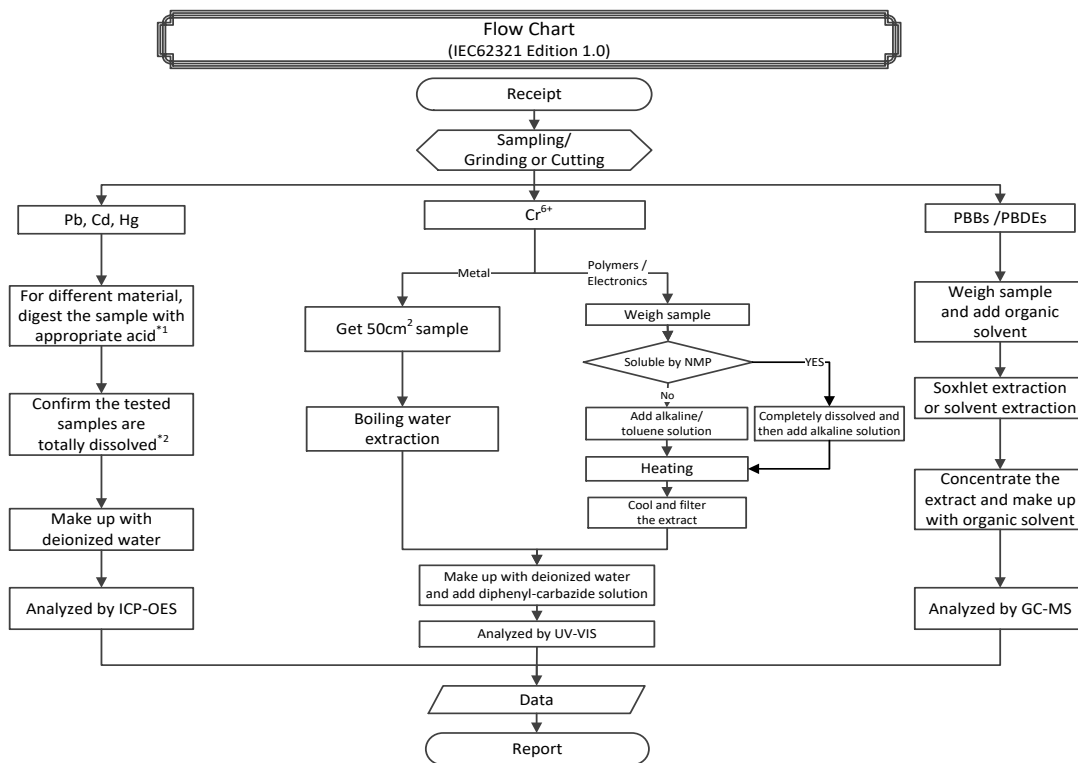 Flow Chart
(IEC62321 Edition 1.0)
Receipt
Sampling/
Grinding or Cutting
Pb, Cd, Hg
For different material,
digest the sample with
appropriate acid*1
Confirm the tested
samples are
totally dissolved*2
Make up with
deionized water
Analyzed by ICP-OES
Cr6+
Metal
Get 50cm2 sample
Boiling water
extraction
Polymers /
Electronics
Weigh sample
Soluble by NMP
YES
No
Add alkaline/
toluene solution
Completely dissolved and
then add alkaline solution
Heating
Cool and filter
the extract
Make up with deionized water
and add diphenyl-carbazide solution
Analyzed by UV-VIS
PBBs /PBDEs
Weigh sample
and add organic
solvent
Soxhlet extraction
or solvent extraction
Concentrate the
extract and make up
with organic solvent
Analyzed by GC-MS
Data
Report